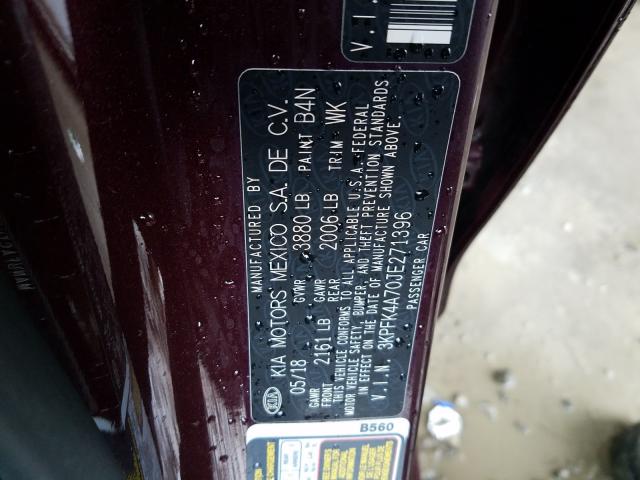 MANUFACTURED BY
KIA KIA MOTORS MEXICO S.A. DE C.V.
05/18 GVWR 3880 LB PAINT B4N
GAWR FRONT 2161 LB GAWR REAR 2006 LB TRIM WK
THIS VEHICLE CONFORMS TO ALL APPLICABLE U.S.A. FEDERAL
MOTOR VEHICLE SAFETY, BUMPER, AND THEFT PREVENTION STANDARDS
IN EFFECT ON THE DATE OF MANUFACTURE SHOWN ABOVE.
V.I.N. 3KPFK4A70JE271396
PASSENGER CAR
V.I.
B560